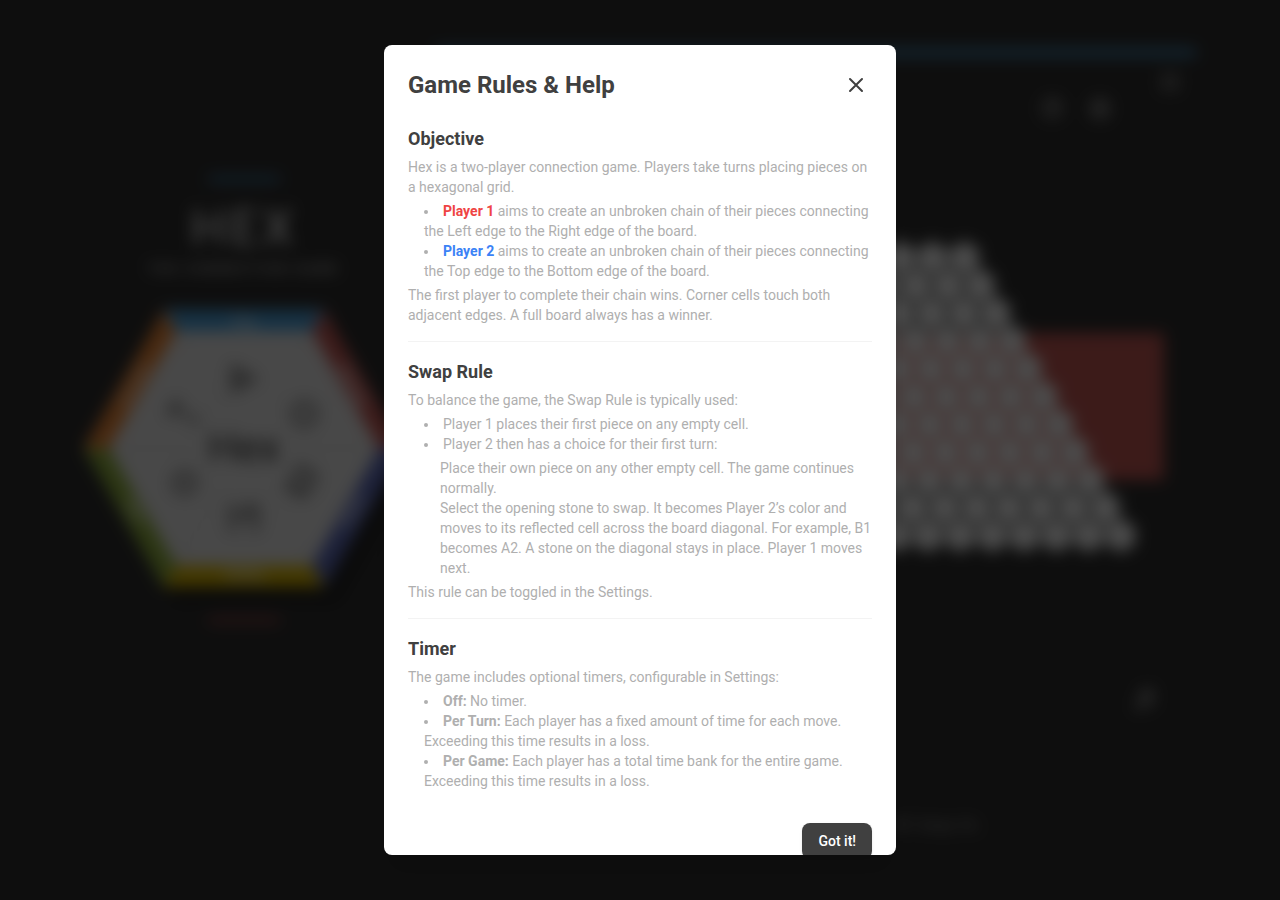 Game Rules & Help
Objective
Hex is a two-player connection game. Players take turns placing pieces on
a hexagonal grid.
• Player 1 aims to create an unbroken chain of their pieces connecting
the Left edge to the Right edge of the board.
• Player 2 aims to create an unbroken chain of their pieces connecting
the Top edge to the Bottom edge of the board.
The first player to complete their chain wins. Corner cells touch both
adjacent edges. A full board always has a winner.
Swap Rule
To balance the game, the Swap Rule is typically used:
• Player 1 places their first piece on any empty cell.
• Player 2 then has a choice for their first turn:
Place their own piece on any other empty cell. The game continues
normally.
Select the opening stone to swap. It becomes Player 2’s color and
moves to its reflected cell across the board diagonal. For example, B1
becomes A2. A stone on the diagonal stays in place. Player 1 moves
next.
This rule can be toggled in the Settings.
Timer
The game includes optional timers, configurable in Settings:
• Off: No timer.
• Per Turn: Each player has a fixed amount of time for each move.
Exceeding this time results in a loss.
• Per Game: Each player has a total time bank for the entire game.
Exceeding this time results in a loss.
Got it!
HEX